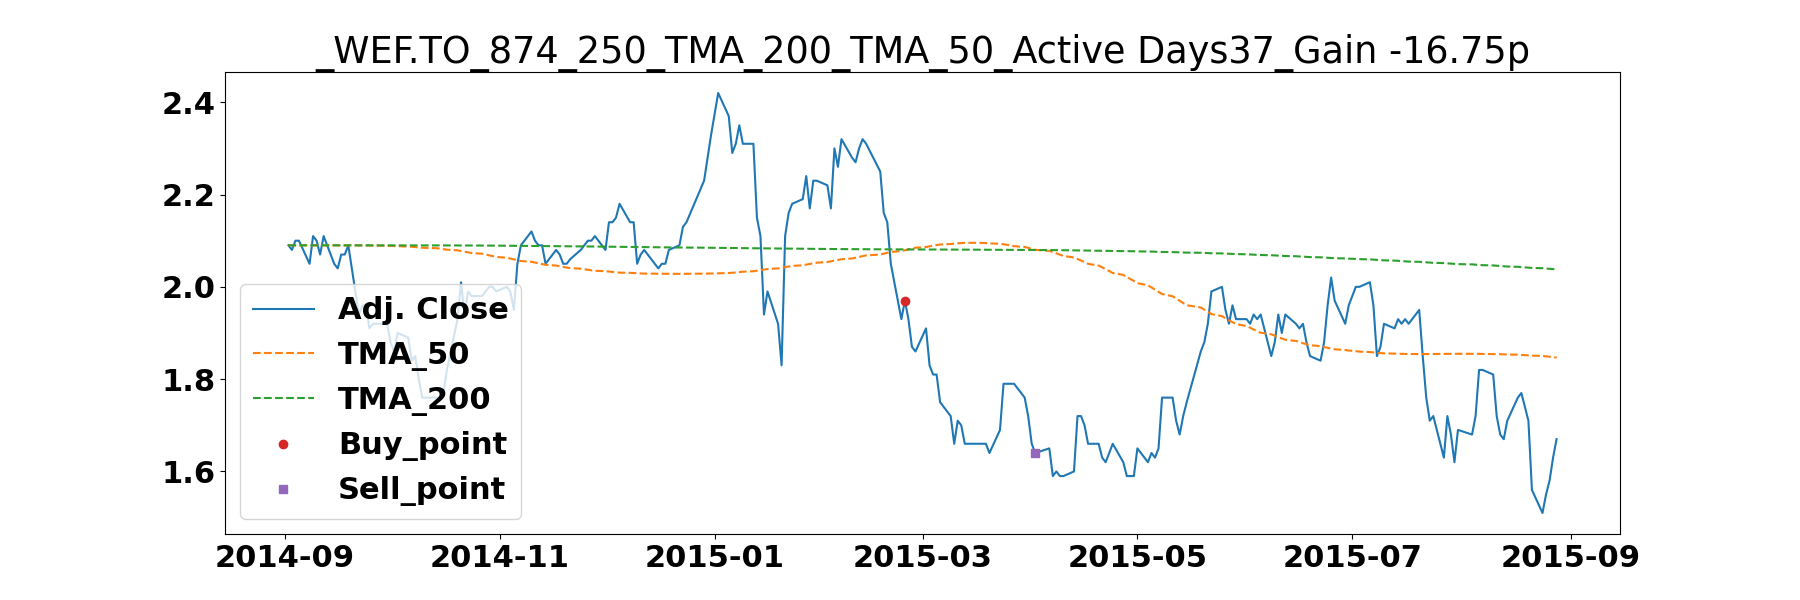 _WEF.TO_874_250_TMA_200_TMA_50_Active Days37_Gain -16.75p
2.4
2.2
2.0
1.8
1.6
Adj. Close
TMA_50
TMA_200
Buy_point
Sell_point
2014-09 2014-11 2015-01 2015-03 2015-05 2015-07 2015-09